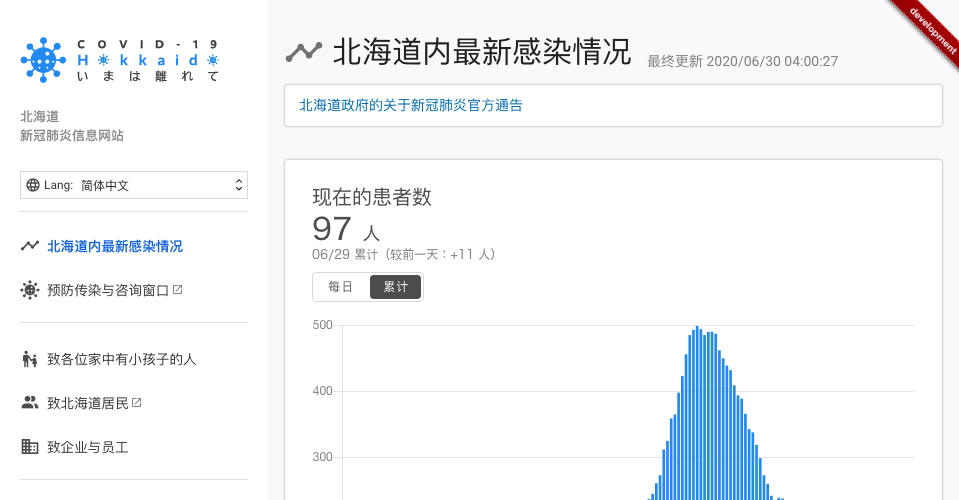 COVID-19
Hokkaido
いまは離れて
北海道
新冠肺炎信息网站
Lang: 简体中文
北海道内最新感染情况
预防传染与咨询窗口
致各位家中有小孩子的人
致北海道居民
致企业与员工
北海道内最新感染情况
最终更新 2020/06/30 04:00:27
development
北海道政府的关于新冠肺炎官方通告
现在的患者数
97 人
06/29 累计（较前一天：+11 人）
每日 累计
500
400
300